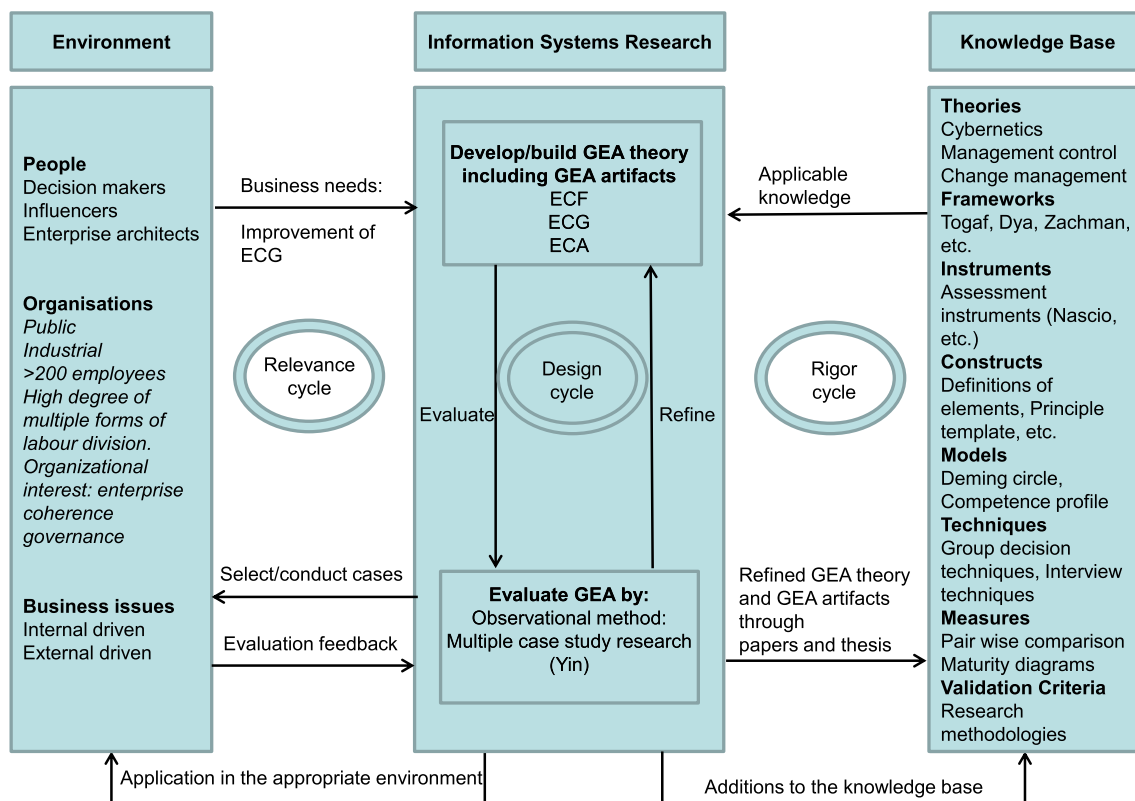 Environment
Information Systems Research
Knowledge Base
People
Decision makers
Influencers
Enterprise architects
Organisations
Public
Industrial
>200 employees
High degree of
multiple forms of
labour division.
Organizational
interest: enterprise
coherence
governance
Business issues
Internal driven
External driven
Business needs:
Improvement of
ECG
Relevance
cycle
Select/conduct cases
Evaluation feedback
Develop/build GEA theory
including GEA artifacts
ECF
ECG
ECA
Evaluate
Design
cycle
Refine
Evaluate GEA by:
Observational method:
Multiple case study research
(Yin)
Applicable
knowledge
Rigor
cycle
Refined GEA theory
and GEA artifacts
through
papers and thesis
Theories
Cybernetics
Management control
Change management
Frameworks
Togaf, Dya, Zachman,
etc.
Instruments
Assessment
instruments (Nascio,
etc.)
Constructs
Definitions of
elements, Principle
template, etc.
Models
Deming circle,
Competence profile
Techniques
Group decision
techniques, Interview
techniques
Measures
Pair wise comparison
Maturity diagrams
Validation Criteria
Research
methodologies
Application in the appropriate environment
Additions to the knowledge base